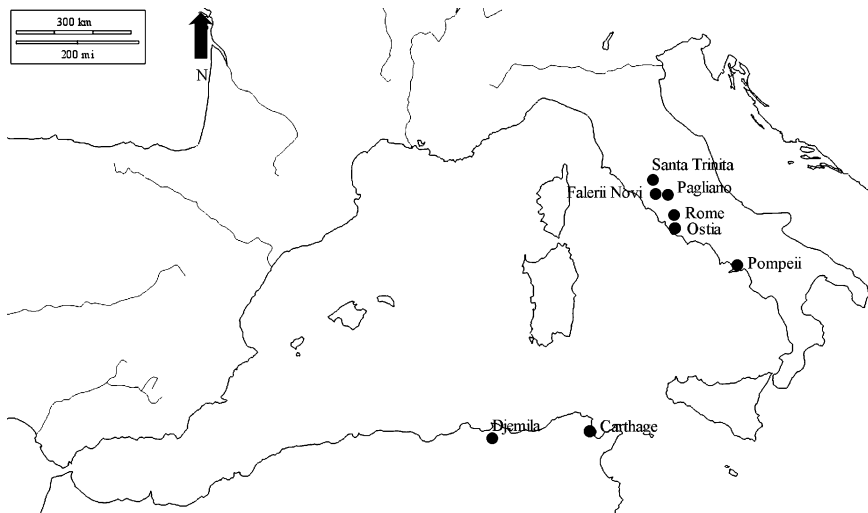 300 km
200 mi
N
Santa Trinita
Falerii Novi
Pagliano
Rome
Ostia
Pompeii
Djemila
Carthage